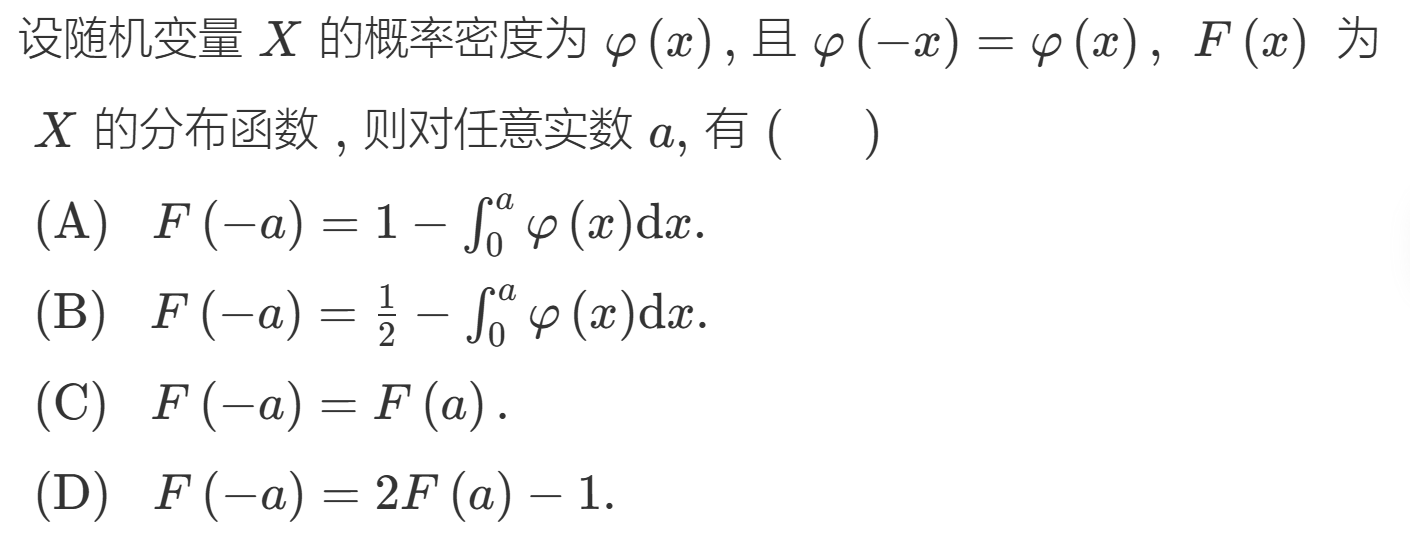 设随机变量 X 的概率密度为 φ(x), 且 φ(−x) = φ(x), F(x) 为
X 的分布函数 , 则对任意实数 a, 有 (    )
(A) F(−a) = 1 − ∫₀ᵃ φ(x)dx.
(B) F(−a) = 1/2 − ∫₀ᵃ φ(x)dx.
(C) F(−a) = F(a).
(D) F(−a) = 2F(a) − 1.